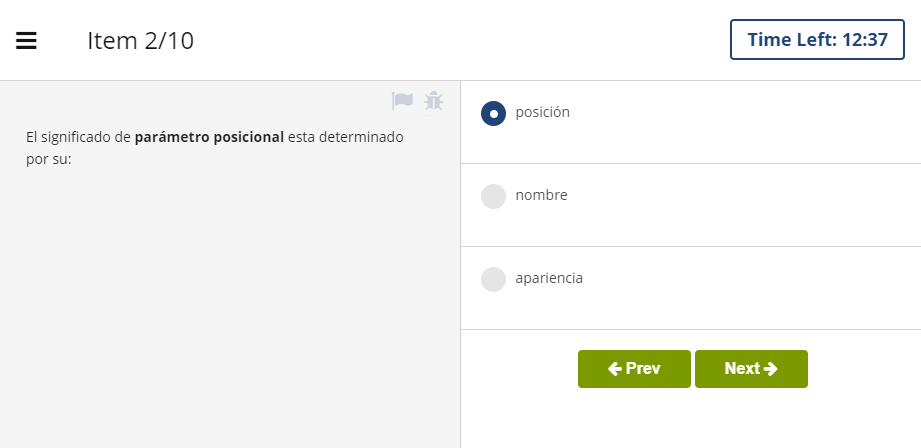 Item 2/10
Time Left: 12:37
El significado de parámetro posicional esta determinado
por su:
posición
nombre
apariencia
Prev
Next